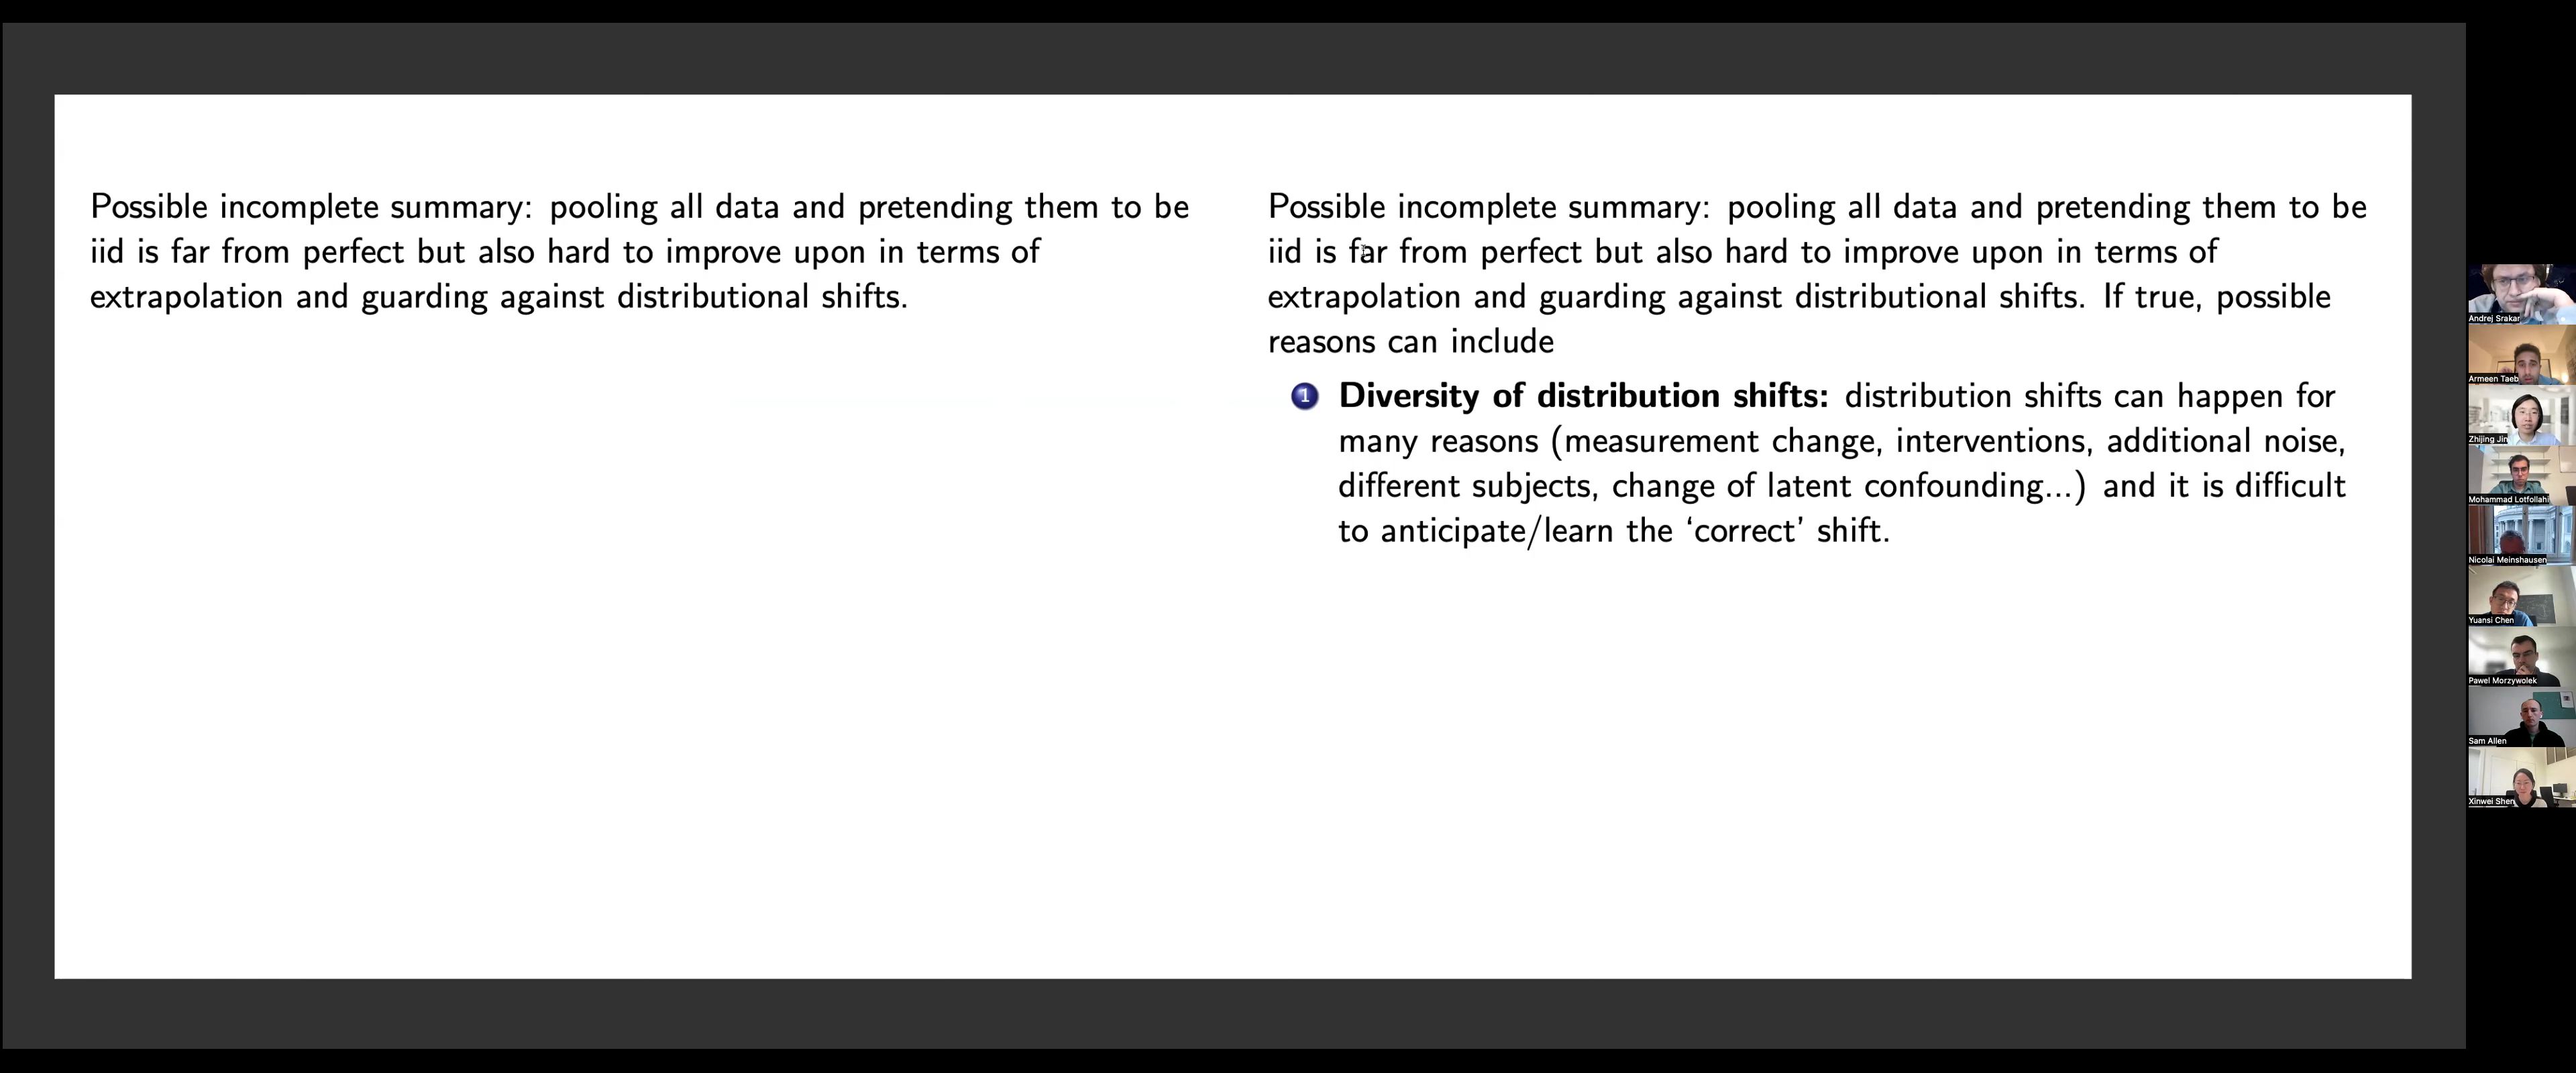 Possible incomplete summary: pooling all data and pretending them to be
iid is far from perfect but also hard to improve upon in terms of
extrapolation and guarding against distributional shifts.
Possible incomplete summary: pooling all data and pretending them to be
iid is far from perfect but also hard to improve upon in terms of
extrapolation and guarding against distributional shifts. If true, possible
reasons can include
1 Diversity of distribution shifts: distribution shifts can happen for
many reasons (measurement change, interventions, additional noise,
different subjects, change of latent confounding...) and it is difficult
to anticipate/learn the ‘correct’ shift.
Andrej Srakar
Armeen Taeb
Zhijing Jin
Mohammad Lotfollahi
Nicolai Meinshausen
Yuansi Chen
Pawel Morzywolek
Sam Allen
Xinwei Shen